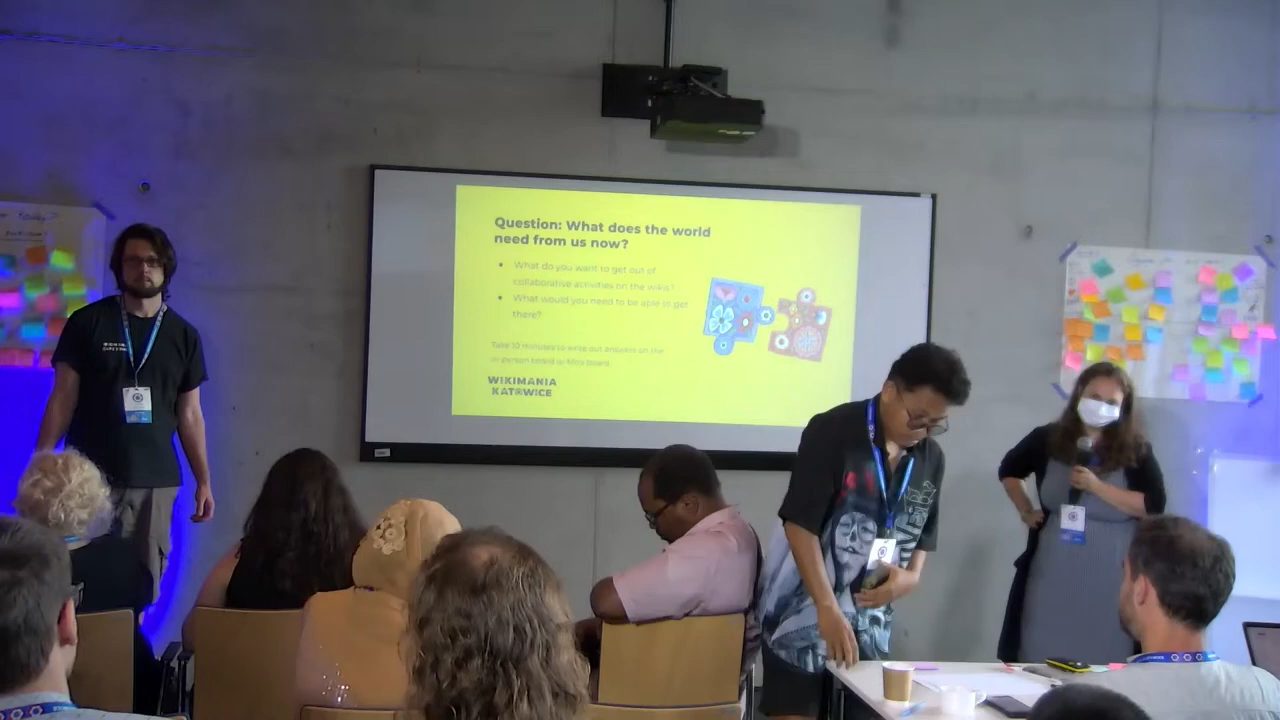 Question: What does the world
need from us now?
What do you want to get out of
collaborative activities on the wikis?
What would you need to be able to get
there?
Take 10 minutes to write out answers on the
in-person board or Miro board
WIKIMANIA
KATOWICE